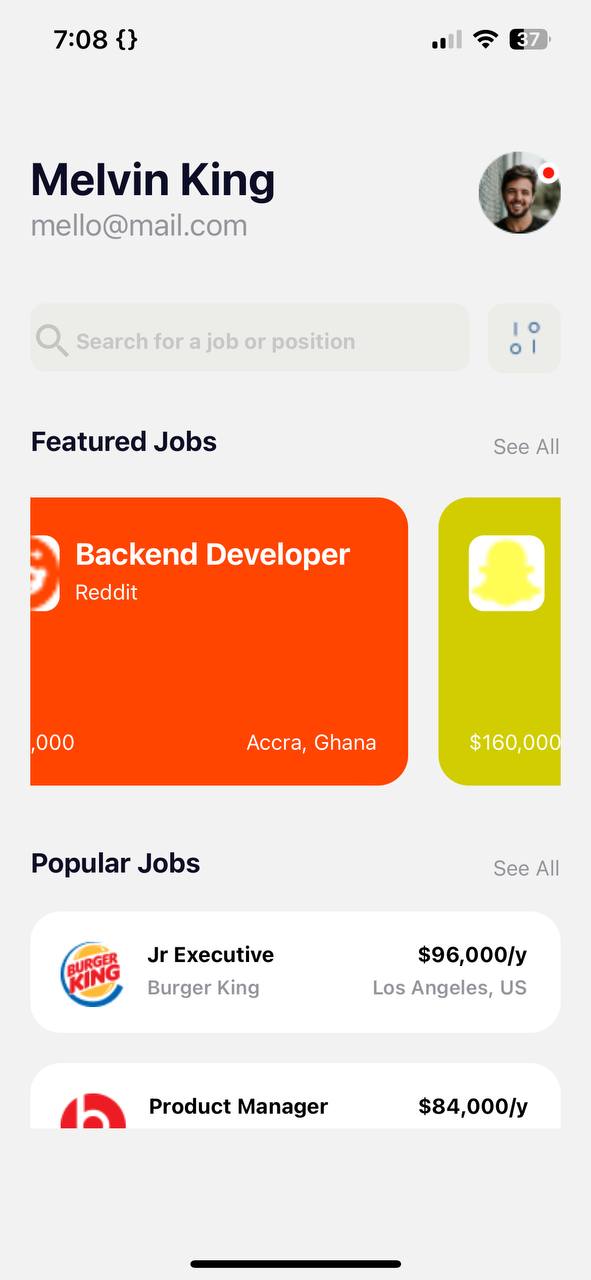 7:08 {}
37
Melvin King
mello@mail.com
Search for a job or position
Featured Jobs
See All
Backend Developer
Reddit
,000
Accra, Ghana
$160,000
Popular Jobs
See All
BURGER
KING
Jr Executive
$96,000/y
Burger King
Los Angeles, US
Product Manager
$84,000/y